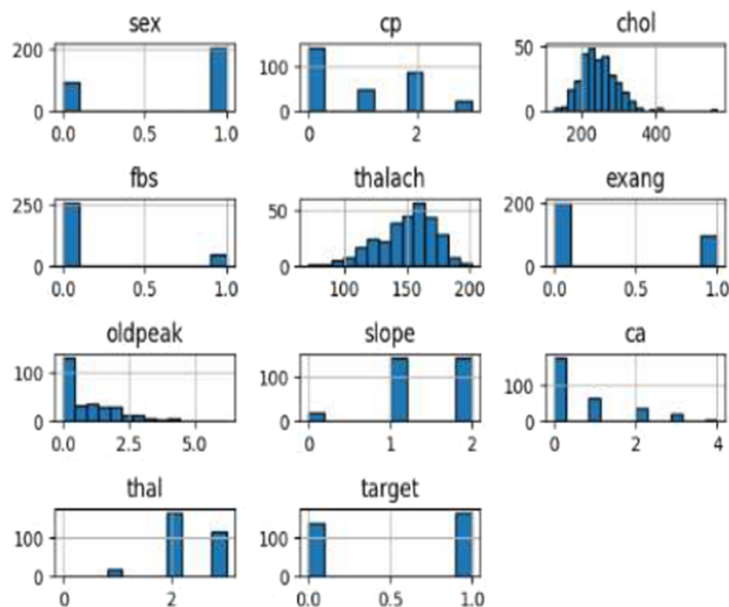 sex cp chol
200 100 50
0 0 0
0.0 0.5 1.0 0 2 200 400
fbs thalach exang
250 50 200
0 0 0
0.0 0.5 1.0 100 150 200 0.0 0.5 1.0
oldpeak slope ca
100 100 100
0 0 0
0.0 2.5 5.0 0 1 2 0 2 4
thal target
100 100
0 0
0 2 0.0 0.5 1.0